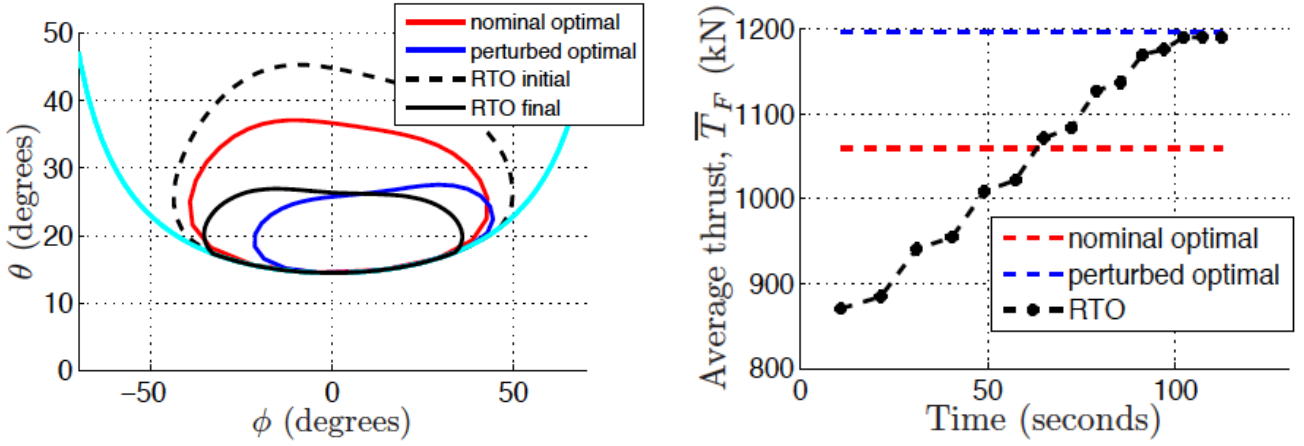 50
40
30
20
10
0
θ (degrees)
−50
0
50
ϕ (degrees)
nominal optimal
perturbed optimal
RTO initial
RTO final
1200
1100
1000
900
800
Average thrust, T̅_F (kN)
0
50
100
Time (seconds)
nominal optimal
perturbed optimal
RTO